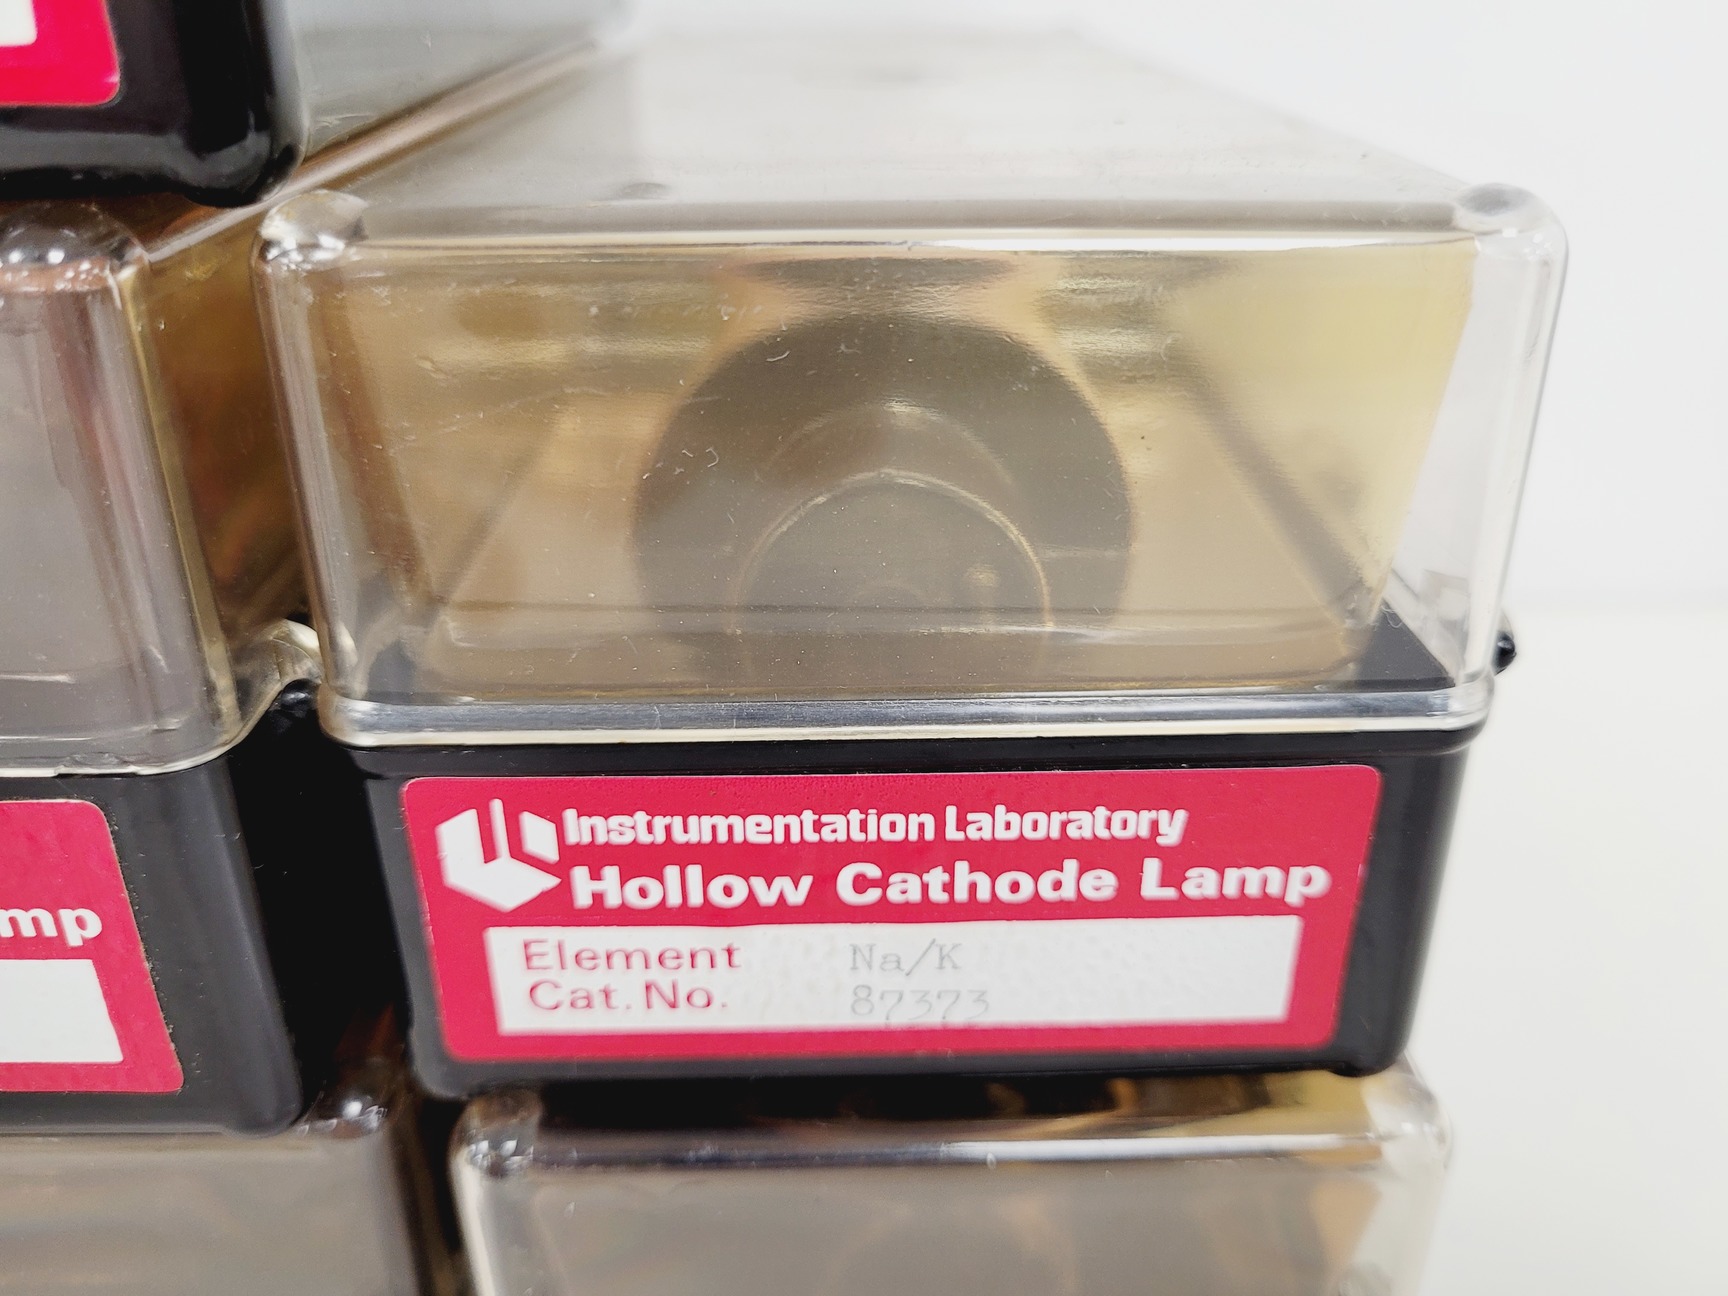 Instrumentation Laboratory
Hollow Cathode Lamp
Element Na/K
Cat. No. 87373
mp